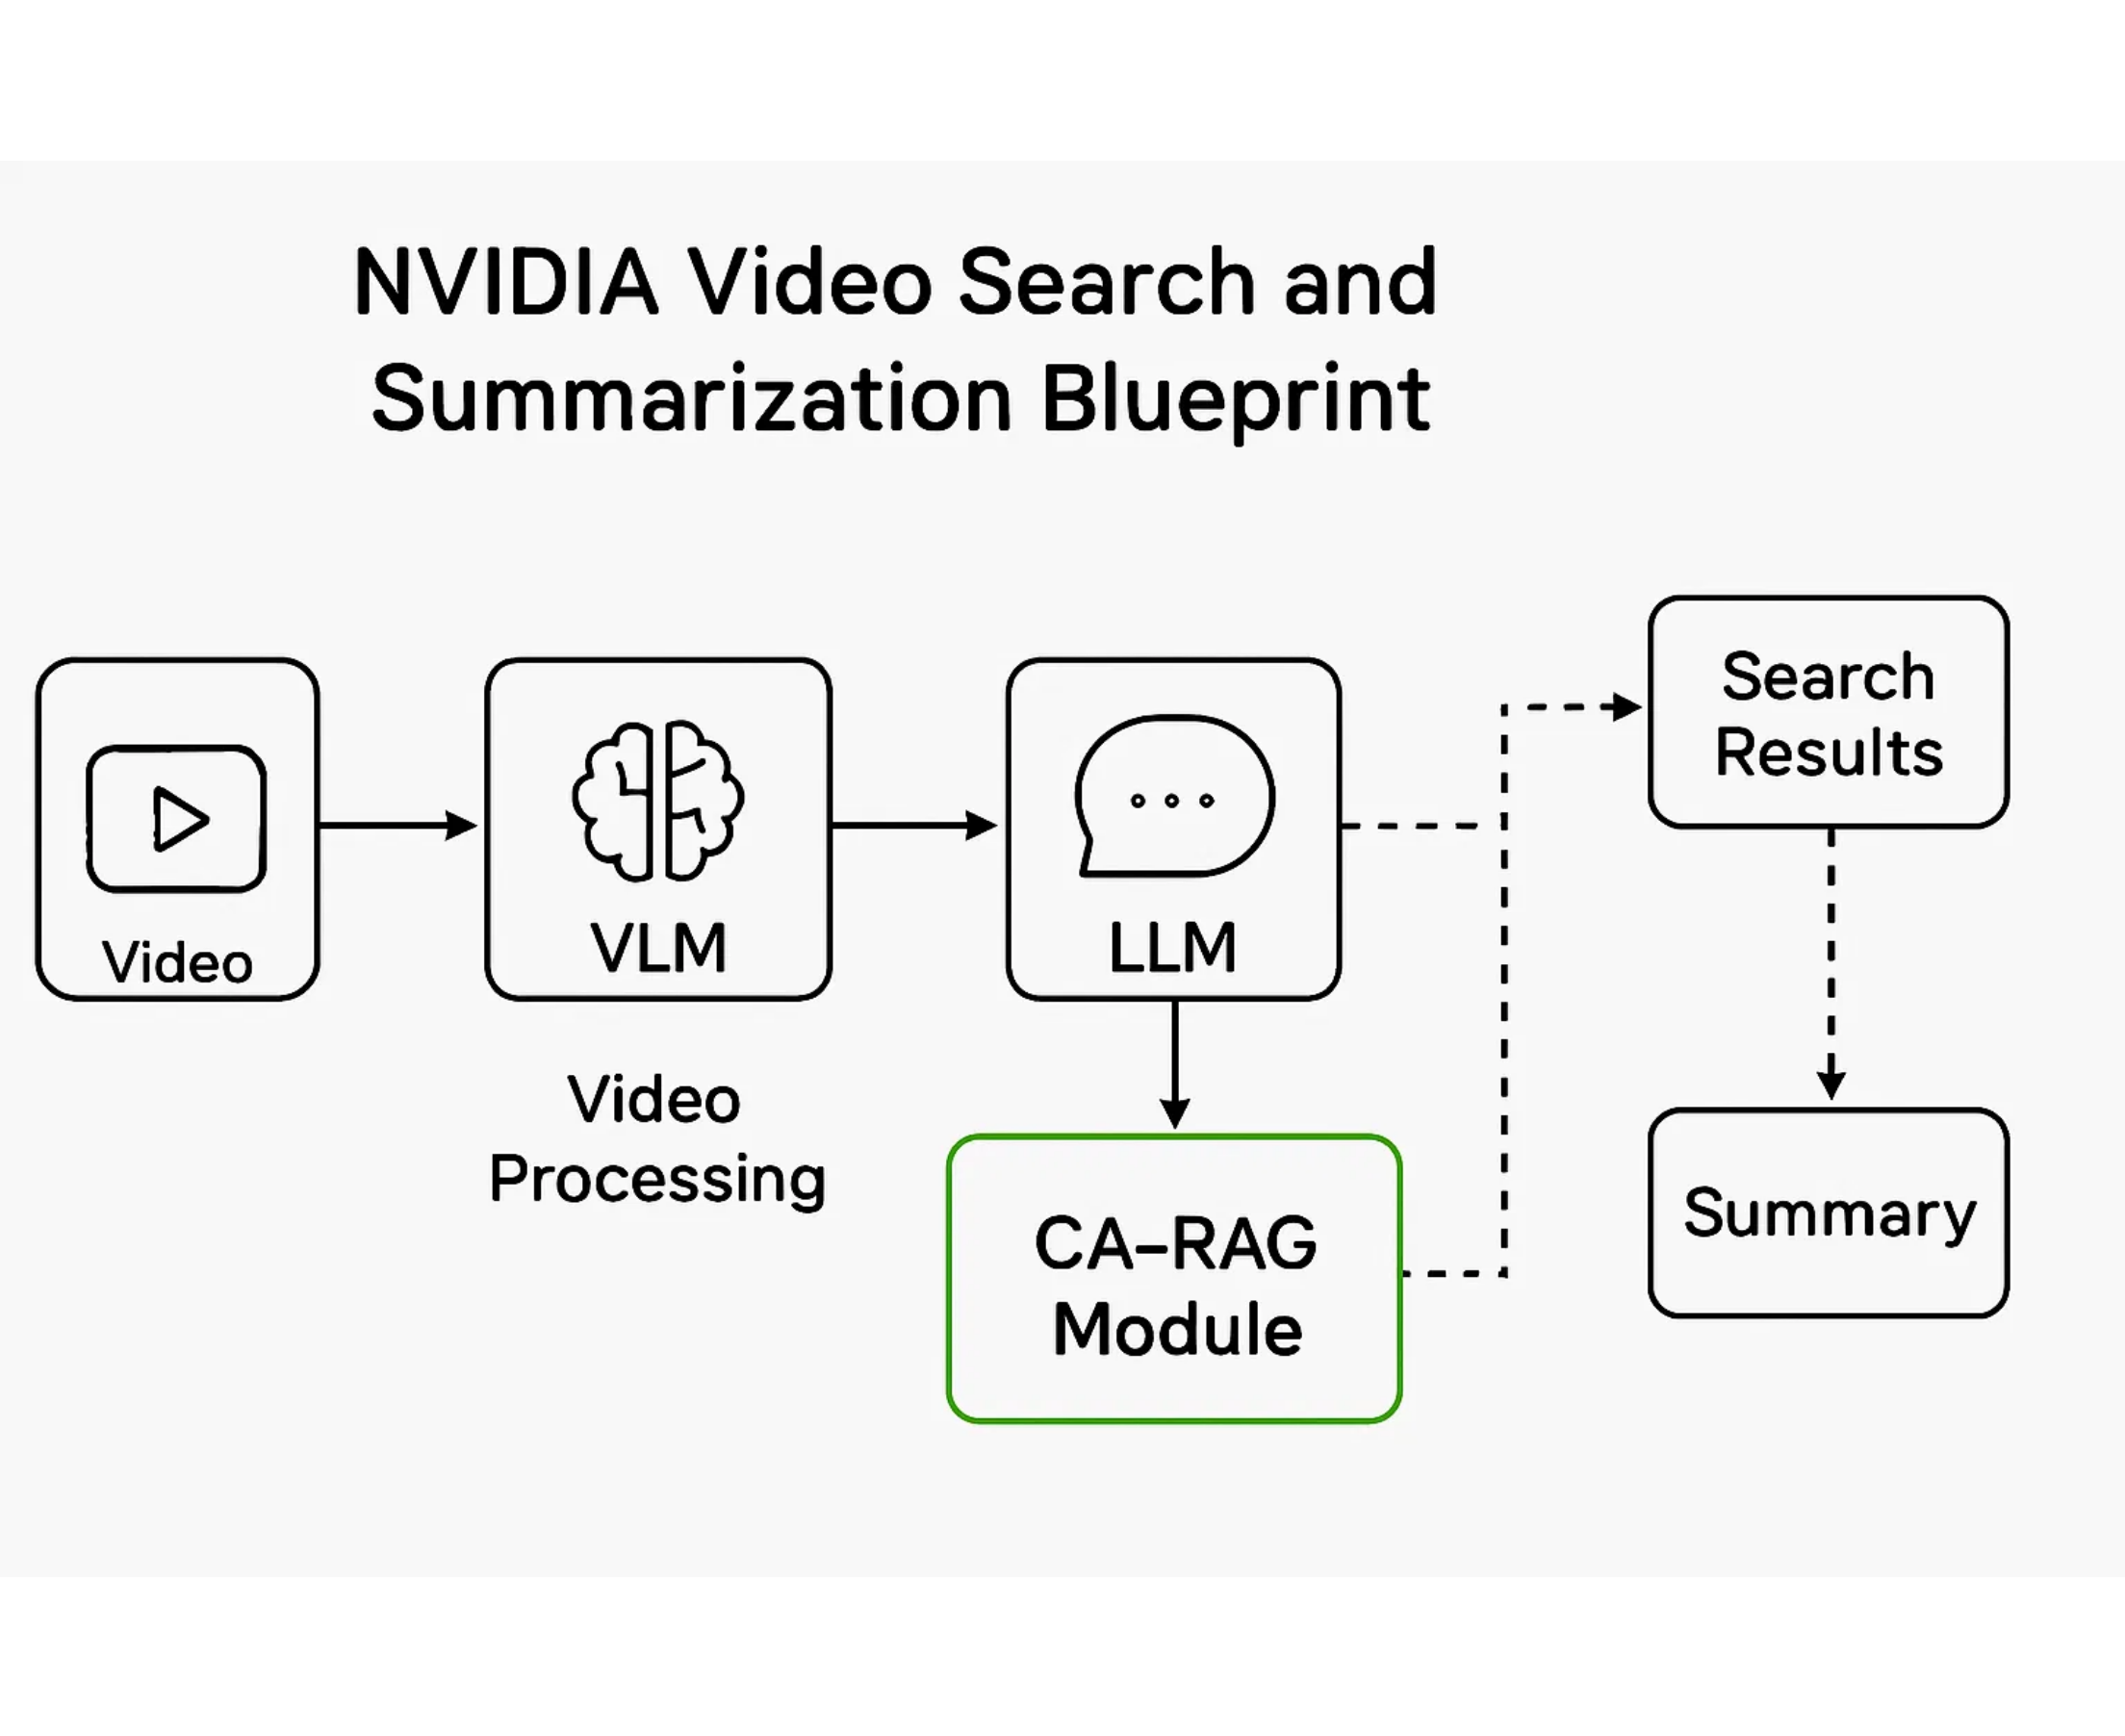 NVIDIA Video Search and
Summarization Blueprint
Video
VLM
Video
Processing
LLM
CA–RAG
Module
Search
Results
Summary